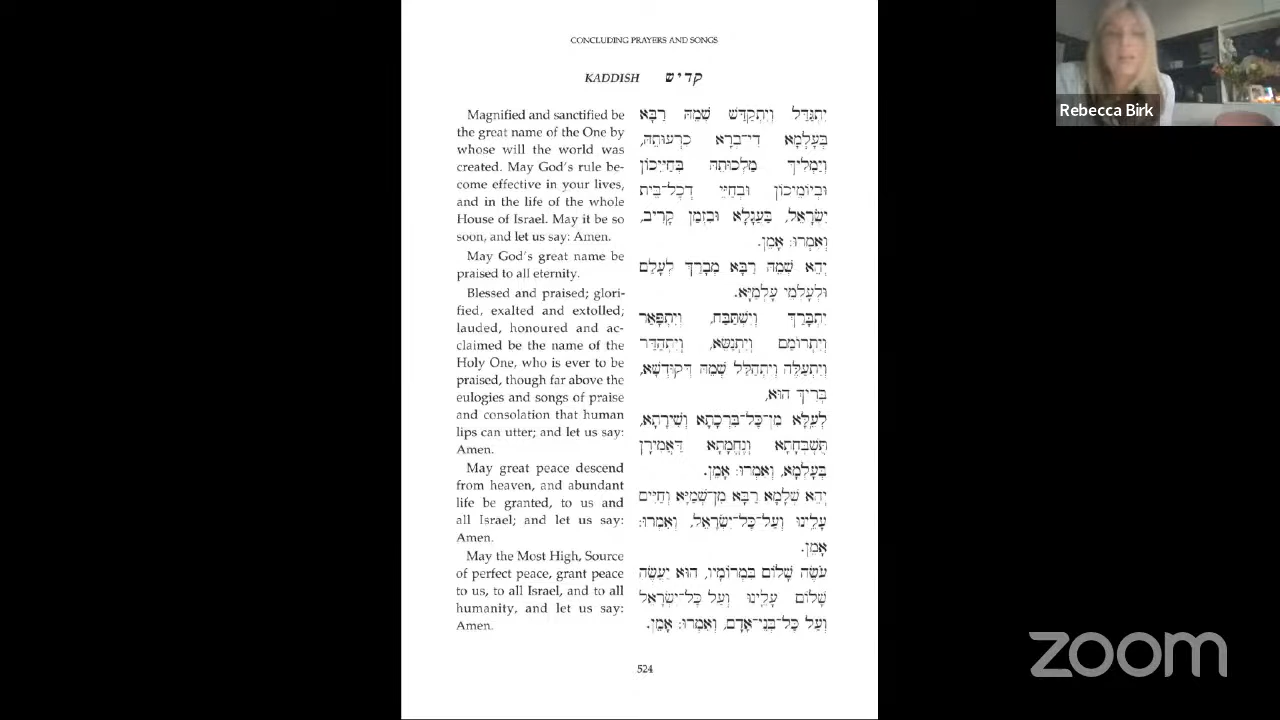 CONCLUDING PRAYERS AND SONGS
KADDISH קדיש
Magnified and sanctified be
the great name of the One by
whose will the world was
created. May God's rule be-
come effective in your lives,
and in the life of the whole
House of Israel. May it be so
soon, and let us say: Amen.
May God's great name be
praised to all eternity.
Blessed and praised; glori-
fied, exalted and extolled;
lauded, honoured and ac-
claimed be the name of the
Holy One, who is ever to be
praised, though far above the
eulogies and songs of praise
and consolation that human
lips can utter; and let us say:
Amen.
May great peace descend
from heaven, and abundant
life be granted, to us and
all Israel; and let us say:
Amen.
May the Most High, Source
of perfect peace, grant peace
to us, to all Israel, and to all
humanity, and let us say:
Amen.
יִתְגַּדַּל וְיִתְקַדַּשׁ שְׁמֵהּ רַבָּא
בְּעָלְמָא דִּי־בְרָא כִרְעוּתֵהּ,
וְיַמְלִיךְ מַלְכוּתֵהּ בְּחַיֵּיכוֹן
וּבְיוֹמֵיכוֹן וּבְחַיֵּי דְכָל־בֵּית
יִשְׂרָאֵל, בַּעֲגָלָא וּבִזְמַן קָרִיב,
וְאִמְרוּ: אָמֵן.
יְהֵא שְׁמֵהּ רַבָּא מְבָרַךְ לְעָלַם
וּלְעָלְמֵי עָלְמַיָּא.
יִתְבָּרַךְ וְיִשְׁתַּבַּח, וְיִתְפָּאַר
וְיִתְרוֹמַם וְיִתְנַשֵּׂא, וְיִתְהַדַּר
וְיִתְעַלֶּה וְיִתְהַלַּל שְׁמֵהּ דְּקוּדְשָׁא,
בְּרִיךְ הוּא,
לְעֵלָּא מִן־כָּל־בִּרְכָתָא וְשִׁירָתָא,
תֻּשְׁבְּחָתָא וְנֶחֱמָתָא דַּאֲמִירָן
בְּעָלְמָא, וְאִמְרוּ: אָמֵן.
יְהֵא שְׁלָמָא רַבָּא מִן־שְׁמַיָּא וְחַיִּים
עָלֵינוּ וְעַל־כָּל־יִשְׂרָאֵל, וְאִמְרוּ:
אָמֵן.
עֹשֶׂה שָׁלוֹם בִּמְרוֹמָיו, הוּא יַעֲשֶׂה
שָׁלוֹם עָלֵינוּ וְעַל כָּל־יִשְׂרָאֵל
וְעַל כָּל־בְּנֵי־אָדָם, וְאִמְרוּ: אָמֵן.
524
Rebecca Birk
zoom